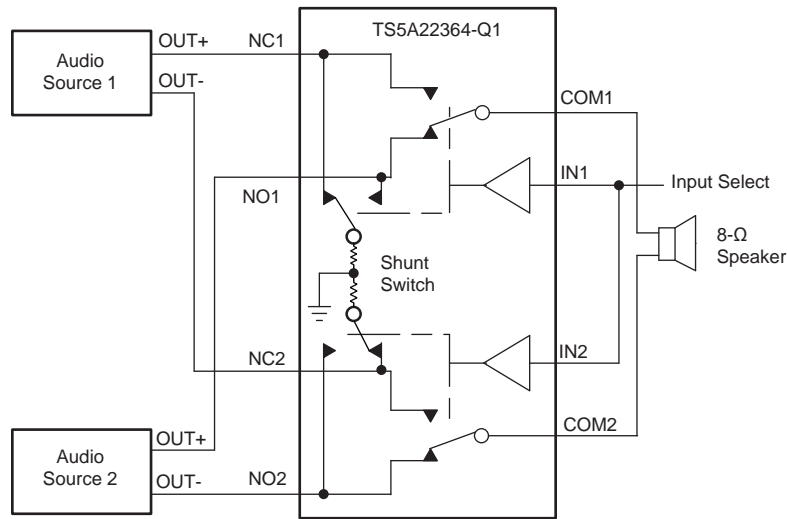 TS5A22364-Q1
Audio
Source 1
OUT+
NC1
OUT-
COM1
NO1
IN1
Input Select
8-Ω
Speaker
Shunt
Switch
NC2
IN2
COM2
Audio
Source 2
OUT+
OUT-
NO2